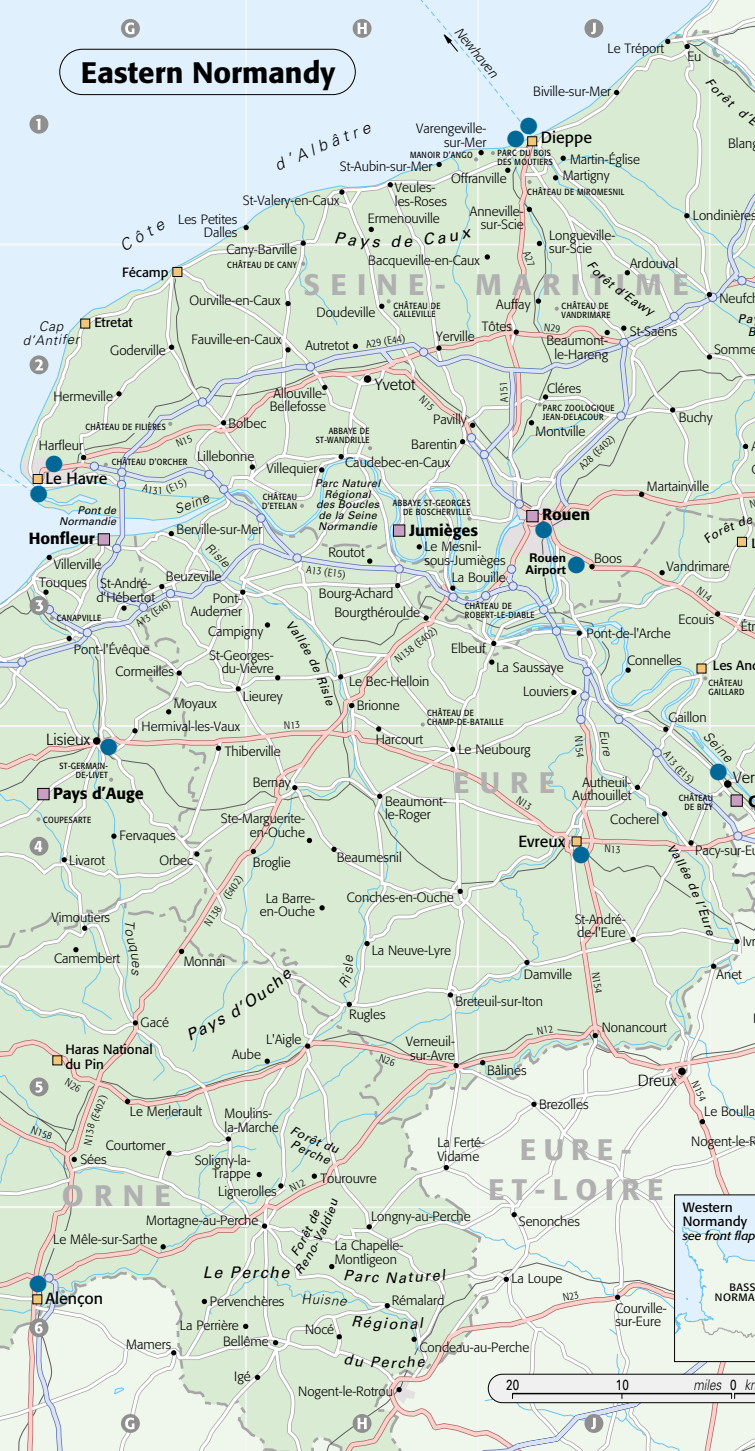 G
H
J
Newhaven
Le Tréport
Eu
Eastern Normandy
Biville-sur-Mer
1
d'Albâtre
Varengeville-
sur-Mer
Dieppe
MANOIR D'ANGO
PARC DU BOIS
DES MOUTIERS
Martin-Église
St-Aubin-sur-Mer
Offranville
Martigny
CHÂTEAU DE MIROMESNIL
St-Valery-en-Caux
Veules-
les-Roses
Côte
Les Petites
Dalles
Ermenouville
Anneville-
sur-Scie
Londinières
Pays de Caux
Longueville-
sur-Scie
Cany-Barville
CHÂTEAU DE CANY
Bacqueville-en-Caux
A27
Fécamp
Forêt d'Eawy
Ardouval
SEINE-MARITIME
Ourville-en-Caux
Doudeville
CHÂTEAU DE
GALLEVILLE
Auffay
CHÂTEAU DE
VANDRIMARE
Cap
d'Antifer
Etretat
Tôtes
N29
St-Saëns
Goderville
Fauville-en-Caux
Autretot
A29 (E44)
Yerville
Beaumont-
le-Hareng
2
Hermeville
Allouville-
Bellefosse
Yvetot
N15
A151
Cléres
PARC ZOOLOGIQUE
JEAN-DELACOUR
CHÂTEAU DE FILIÈRES
Bolbec
Pavilly
Montville
Buchy
N15
ABBAYE DE
ST-WANDRILLE
Barentin
A28 (E402)
Harfleur
CHÂTEAU D'ORCHER
Lillebonne
Villequier
Caudebec-en-Caux
Le Havre
A131 (E15)
Seine
CHÂTEAU
D'ETELAN
Parc Naturel
Régional
des Boucles
de la Seine
Normandie
ABBAYE ST-GEORGES
DE BOSCHERVILLE
Martainville
Pont de
Normandie
Rouen
Honfleur
Berville-sur-Mer
Jumièges
Risle
Routot
Le Mesnil-
sous-Jumièges
Rouen
Airport
Boos
Villerville
Touques
St-André-
d'Hébertot
Beuzeville
A13 (E15)
La Bouille
Vandrimare
3
A13 (E46)
Pont-
Audemer
Bourg-Achard
N14
CANAPVILLE
Bourgthéroulde
CHÂTEAU DE
ROBERT-LE-DIABLE
Ecouis
Campigny
Vallée de Risle
N138 (E402)
Pont-l'Évêque
Elbeuf
Pont-de-l'Arche
St-Georges-
du-Vièvre
La Saussaye
Connelles
Cormeilles
Le Bec-Helloin
CHÂTEAU
GAILLARD
Lieurey
Louviers
Moyaux
Brionne
CHÂTEAU DE
CHAMP-DE-BATAILLE
Gaillon
Hermival-les-Vaux
N13
Lisieux
Thiberville
Harcourt
Le Neubourg
N154
Eure
Seine
A13 (E15)
ST-GERMAIN-
DE-LIVET
EURE
Pays d'Auge
Bernay
Beaumont-
le-Roger
N13
Autheuil-
Authouillet
CHÂTEAU
DE BIZY
COUPESARTE
Ste-Marguerite-
en-Ouche
Cocherel
Fervaques
Evreux
4
Livarot
Orbec
Broglie
Beaumesnil
N13
Vallée de l'Eure
N138 (E402)
La Barre-
en-Ouche
Conches-en-Ouche
Vimoutiers
St-André-
de-l'Eure
Touques
Camembert
Monnai
La Neuve-Lyre
Risle
Damville
Anet
Pays d'Ouche
N154
Breteuil-sur-Iton
Gacé
Rugles
N12
Nonancourt
Haras National
du Pin
L'Aigle
Aube
Verneuil-
sur-Avre
N26
Bâlines
Dreux
5
N26
N154
Le Merlerault
Brezolles
N138 (E402)
Moulins-
la-Marche
N158
Courtomer
Forêt du
Perche
La Ferté-
Vidame
EURE-
ET-LOIRE
Sées
Soligny-la-
Trappe
Tourouvre
ORNE
Lignerolles
N12
Western
Normandy
see front flap
Mortagne-au-Perche
Forêt de
Reno-Valdieu
Longny-au-Perche
Senonches
Le Mêle-sur-Sarthe
La Chapelle-
Montligeon
Le Perche
Parc Naturel
La Loupe
Alençon
Pervenchères
Huisne
Rémalard
N23
Courville-
sur-Eure
6
La Perrière
Régional
Nocé
Mamers
Bellême
Condeau-au-Perche
du Perche
Igé
Nogent-le-Rotrou
20
10
miles
0
G
H
J